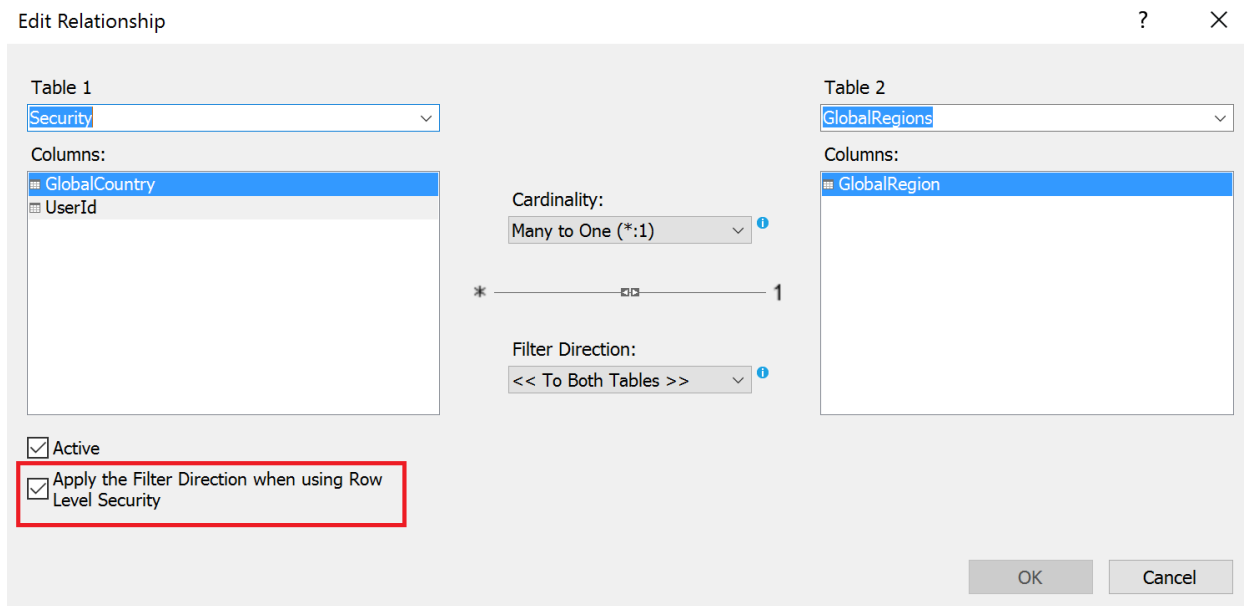 Edit Relationship
?
Table 1
Table 2
Security
GlobalRegions
Columns:
Columns:
GlobalCountry
GlobalRegion
UserId
Cardinality:
Many to One (*:1)
* 1
Filter Direction:
<< To Both Tables >>
Active
Apply the Filter Direction when using Row
Level Security
OK
Cancel